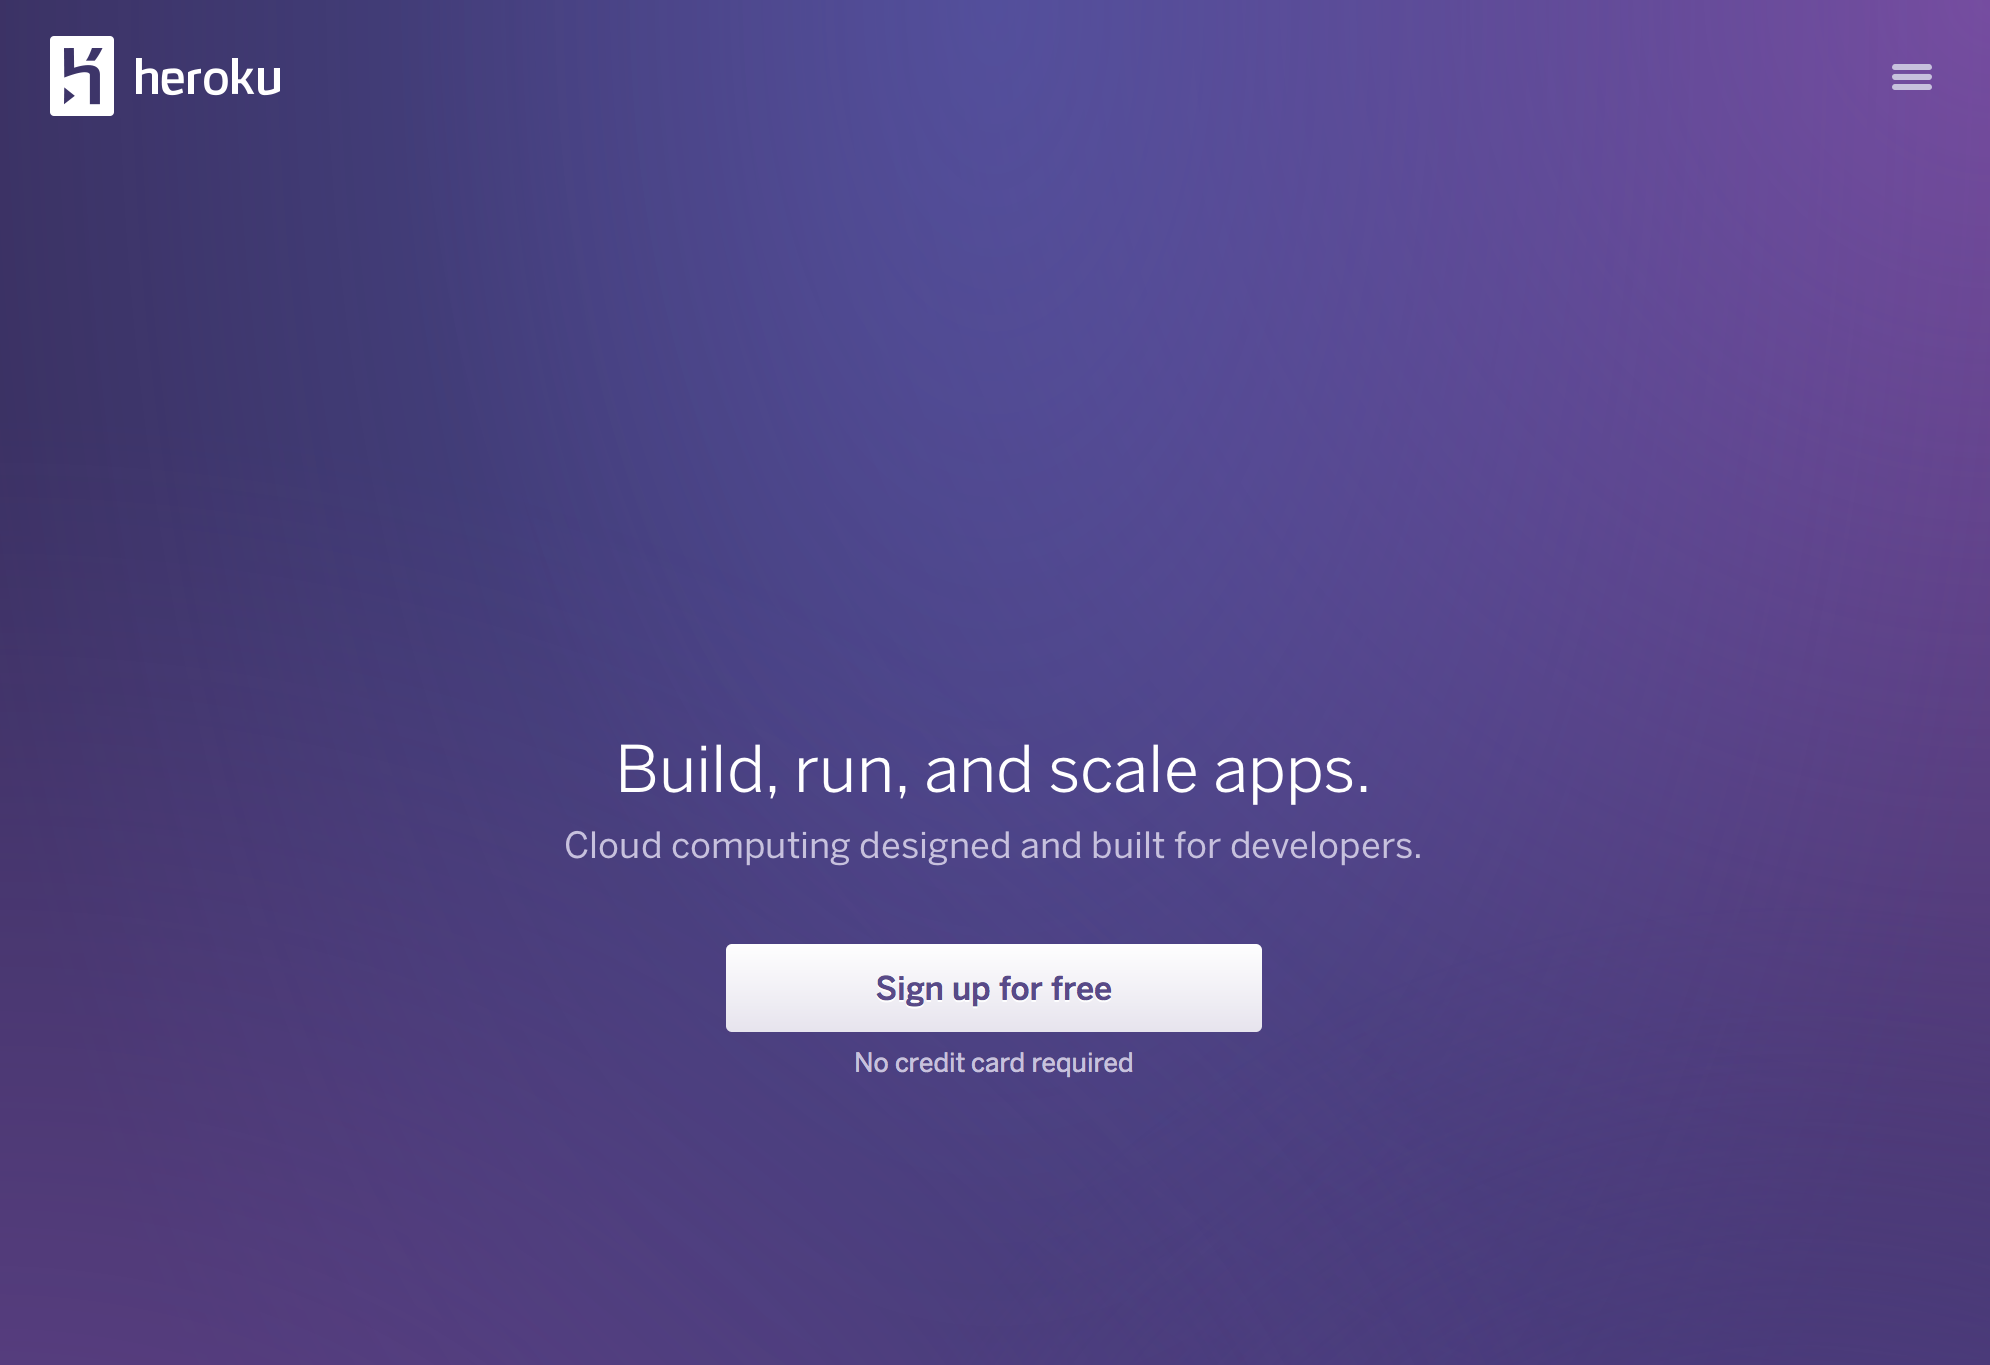 heroku
Build, run, and scale apps.
Cloud computing designed and built for developers.
Sign up for free
No credit card required